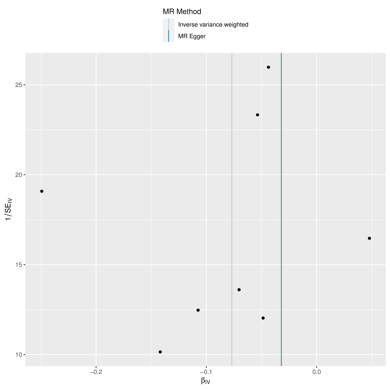 MR Method
Inverse variance weighted
MR Egger
25
20
15
10
1/SE_IV
−0.2
−0.1
0.0
β_IV